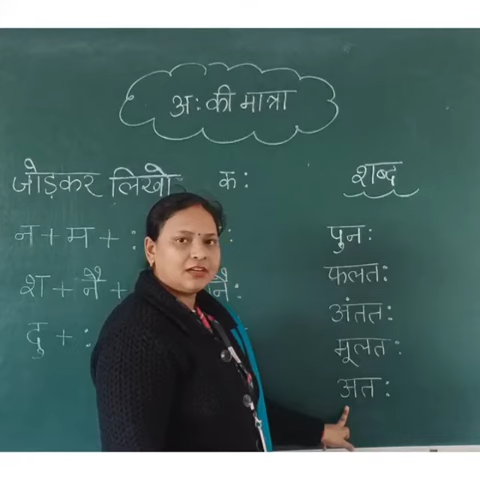 अः की मात्रा
जोड़कर लिखो कः
न + म + :
श + नै +
दु + :
शब्द
पुनः
फलतः
अंततः
मूलतः
अतः